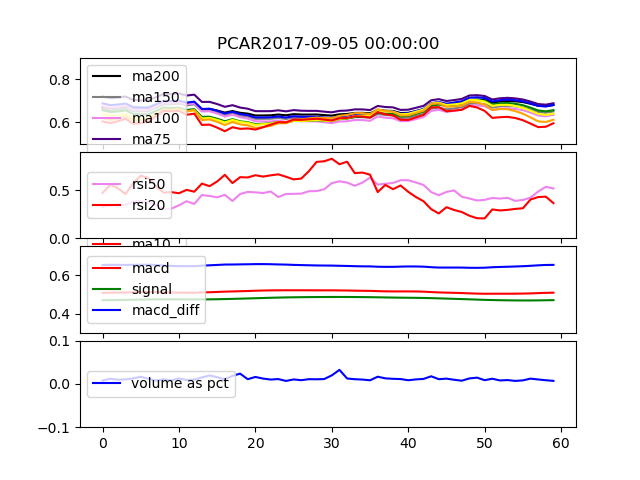 PCAR2017-09-05 00:00:00
0.8
0.6
ma200
ma150
ma100
ma75
0.5
0.0
rsi50
rsi20
ma10
0.6
0.4
macd
signal
macd_diff
0.1
0.0
−0.1
volume as pct
0 10 20 30 40 50 60